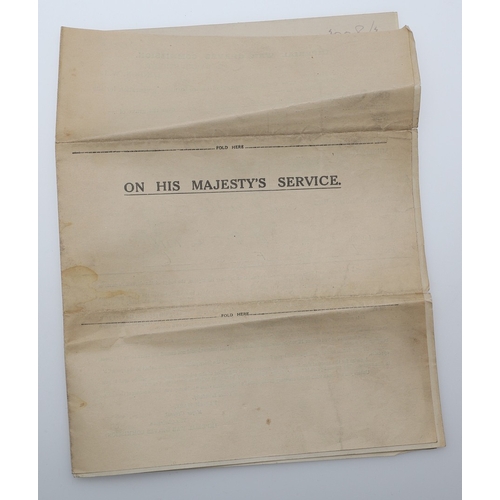 FOLD HERE
ON HIS MAJESTY'S SERVICE.
FOLD HERE